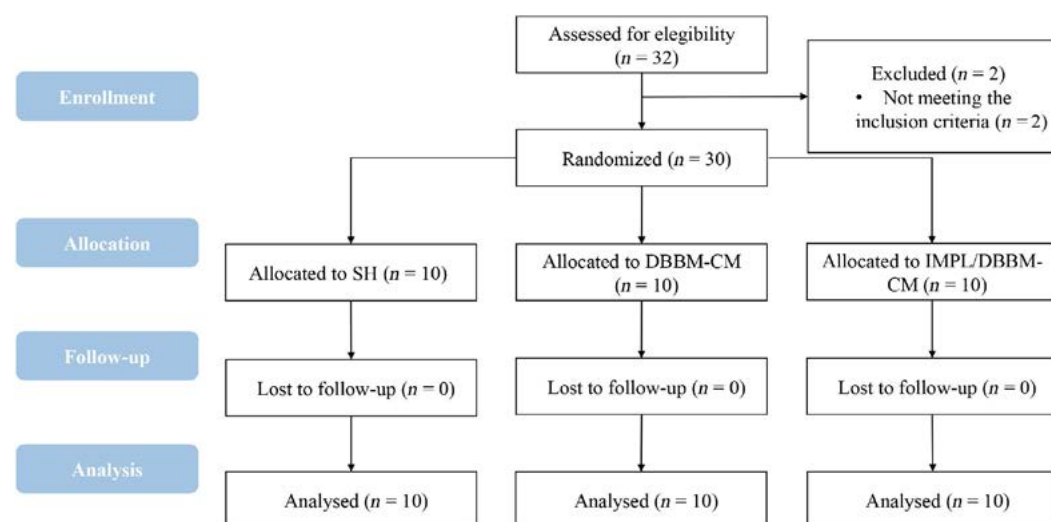 Assessed for elegibility
(n = 32)
Enrollment
Excluded (n = 2)
• Not meeting the
inclusion criteria (n = 2)
Randomized (n = 30)
Allocation
Allocated to SH (n = 10)
Allocated to DBBM-CM
(n = 10)
Allocated to IMPL/DBBM-
CM (n = 10)
Follow-up
Lost to follow-up (n = 0)
Lost to follow-up (n = 0)
Lost to follow-up (n = 0)
Analysis
Analysed (n = 10)
Analysed (n = 10)
Analysed (n = 10)